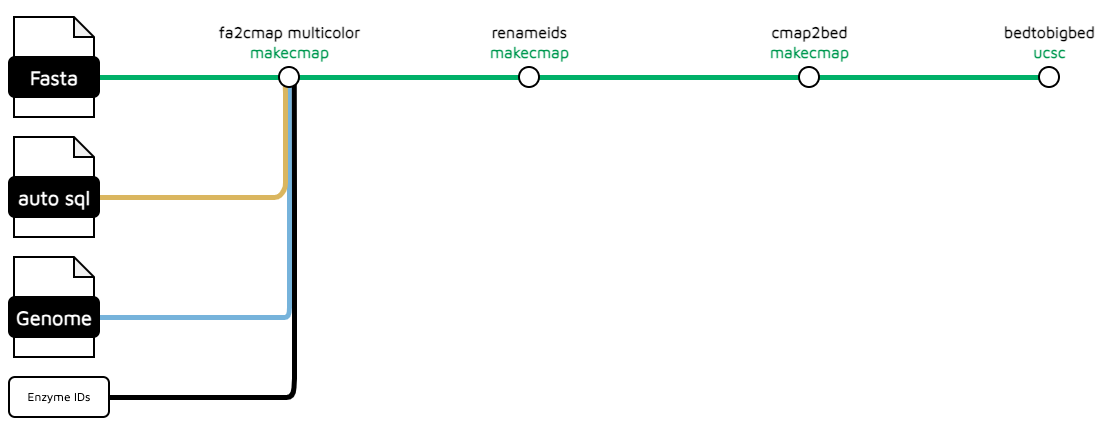 fa2cmap multicolor
makecmap
renameids
makecmap
cmap2bed
makecmap
bedtobigbed
ucsc
Fasta
auto sql
Genome
Enzyme IDs